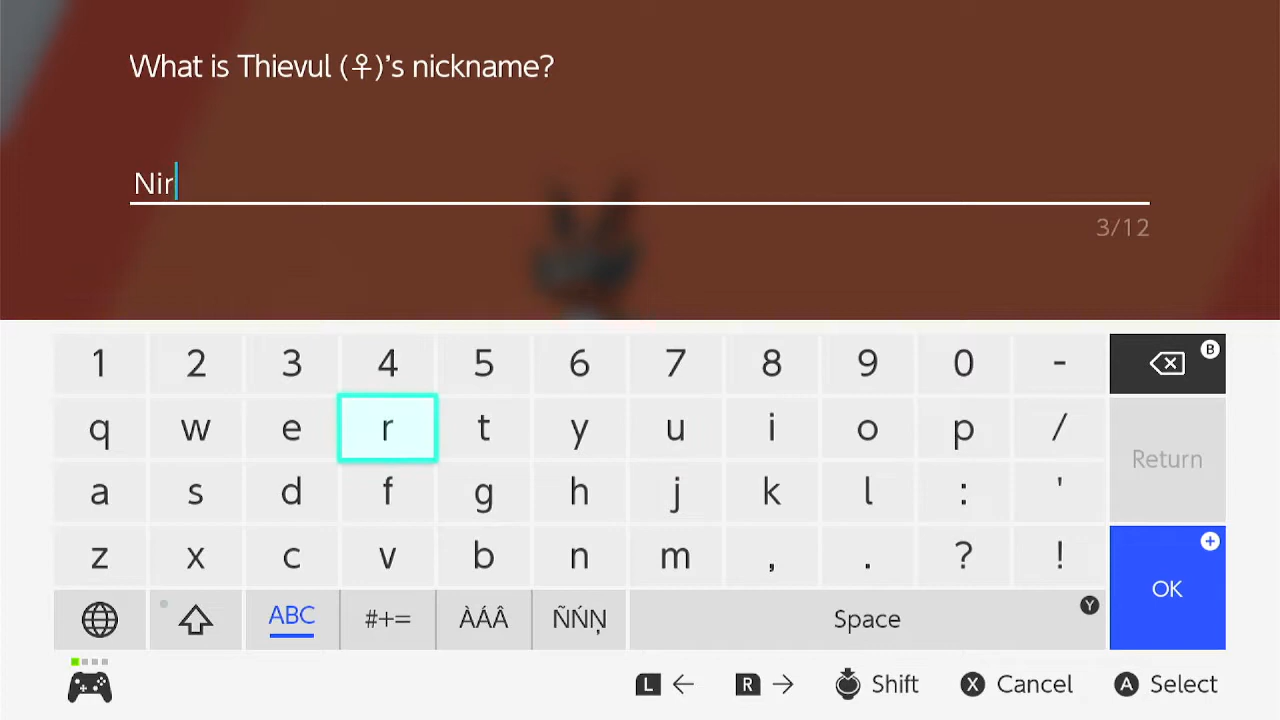 What is Thievul (♀)'s nickname?
Nir
3/12
1 2 3 4 5 6 7 8 9 0 - B
q w e r t y u i o p / Return
a s d f g h j k l : '
z x c v b n m , . ? ! + OK
ABC #+= ÀÁÂ ÑŃŅ Space Y
L ← R → Shift X Cancel A Select